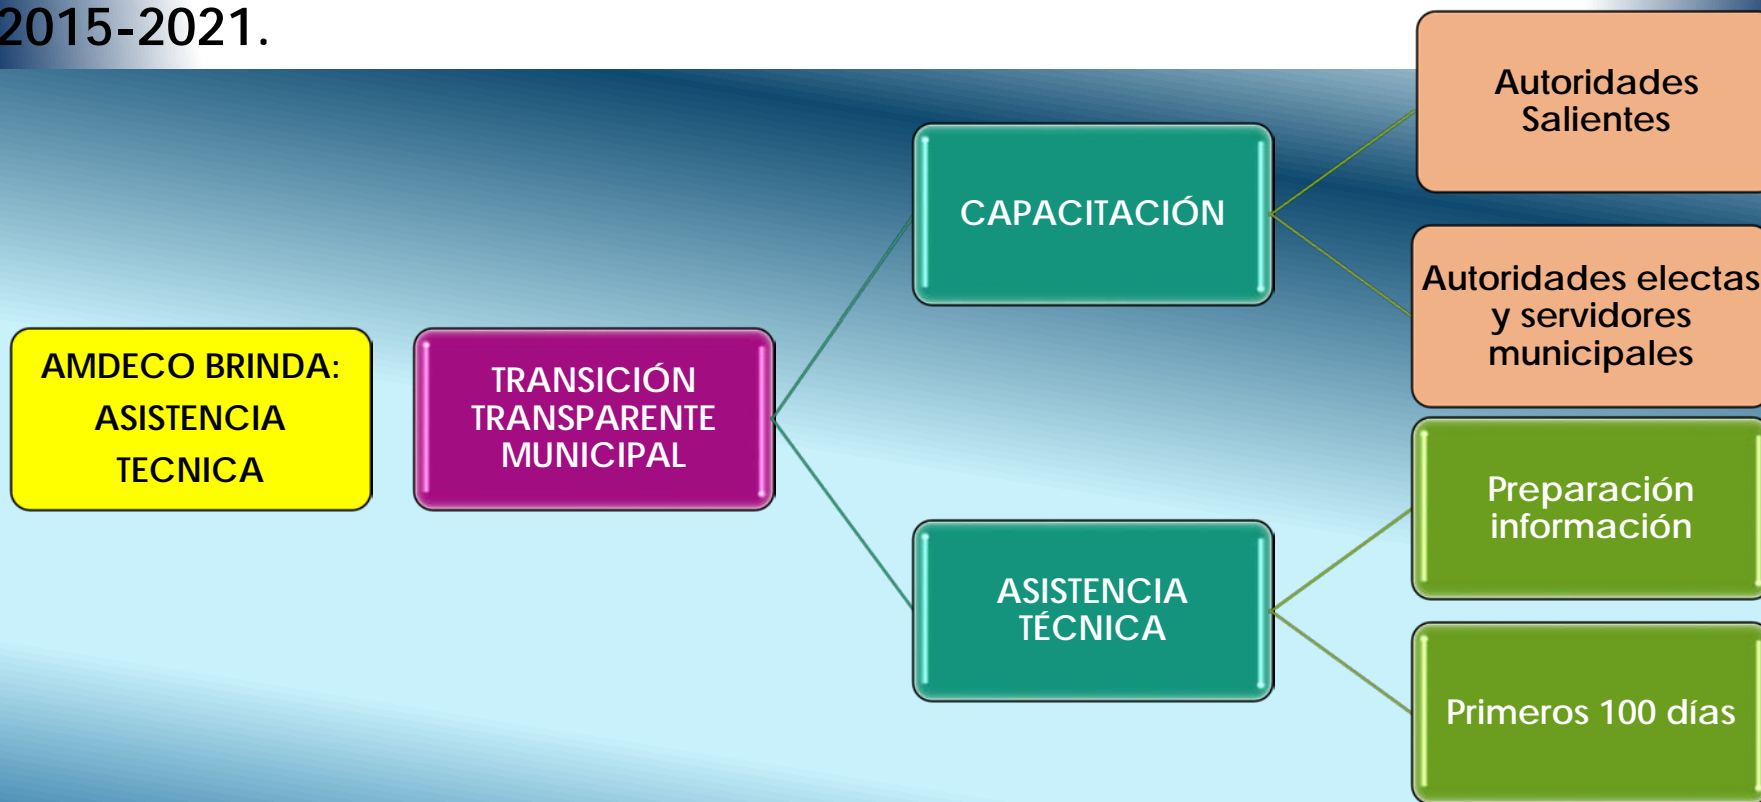 2015-2021.
AMDECO BRINDA:
ASISTENCIA
TECNICA
TRANSICIÓN
TRANSPARENTE
MUNICIPAL
CAPACITACIÓN
Autoridades
Salientes
Autoridades electas
y servidores
municipales
ASISTENCIA
TÉCNICA
Preparación
información
Primeros 100 días